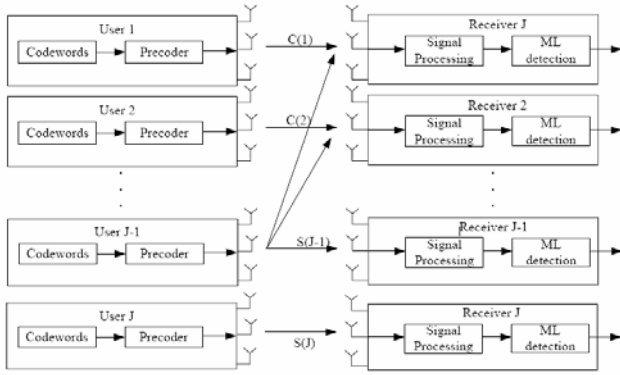 User 1
Codewords
Precoder
C(1)
Receiver J
Signal Processing
ML detection
User 2
Codewords
Precoder
C(2)
Receiver 2
Signal Processing
ML detection
User J-1
Codewords
Precoder
S(J-1)
Receiver J-1
Signal Processing
ML detection
User J
Codewords
Precoder
S(J)
Receiver J
Signal Processing
ML detection